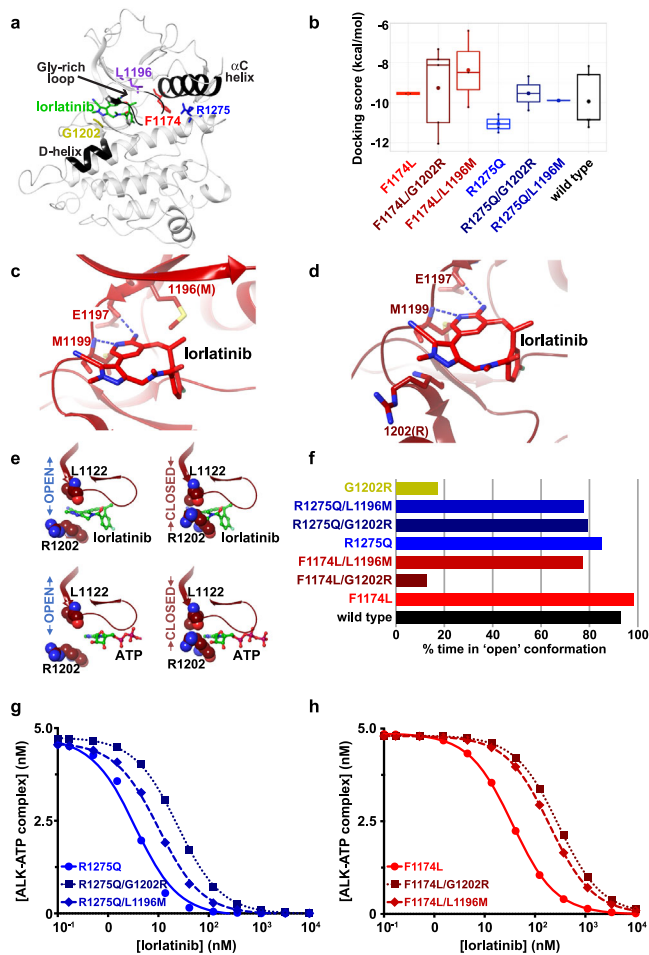 a
Gly-rich
loop
L1196
αC
helix
lorlatinib
F1174
R1275
G1202
D-helix
b
Docking score (kcal/mol)
-6
-8
-10
-12
F1174L
F1174L/G1202R
F1174L/L1196M
R1275Q
R1275Q/G1202R
R1275Q/L1196M
wild type
c
1196(M)
E1197
M1199
lorlatinib
d
E1197
M1199
lorlatinib
1202(R)
e
OPEN
L1122
R1202
lorlatinib
CLOSED
L1122
R1202
lorlatinib
OPEN
L1122
R1202
ATP
CLOSED
L1122
R1202
ATP
f
G1202R
R1275Q/L1196M
R1275Q/G1202R
R1275Q
F1174L/L1196M
F1174L/G1202R
F1174L
wild type
0 20 40 60 80 100
% time in 'open' conformation
g
[ALK-ATP complex] (nM)
5.0
2.5
0
R1275Q
R1275Q/G1202R
R1275Q/L1196M
10⁻¹ 0 10 10² 10³ 10⁴
[lorlatinib] (nM)
h
[ALK-ATP complex] (nM)
5.0
2.5
0
F1174L
F1174L/G1202R
F1174L/L1196M
10⁻¹ 0 10 10² 10³ 10⁴
[lorlatinib] (nM)